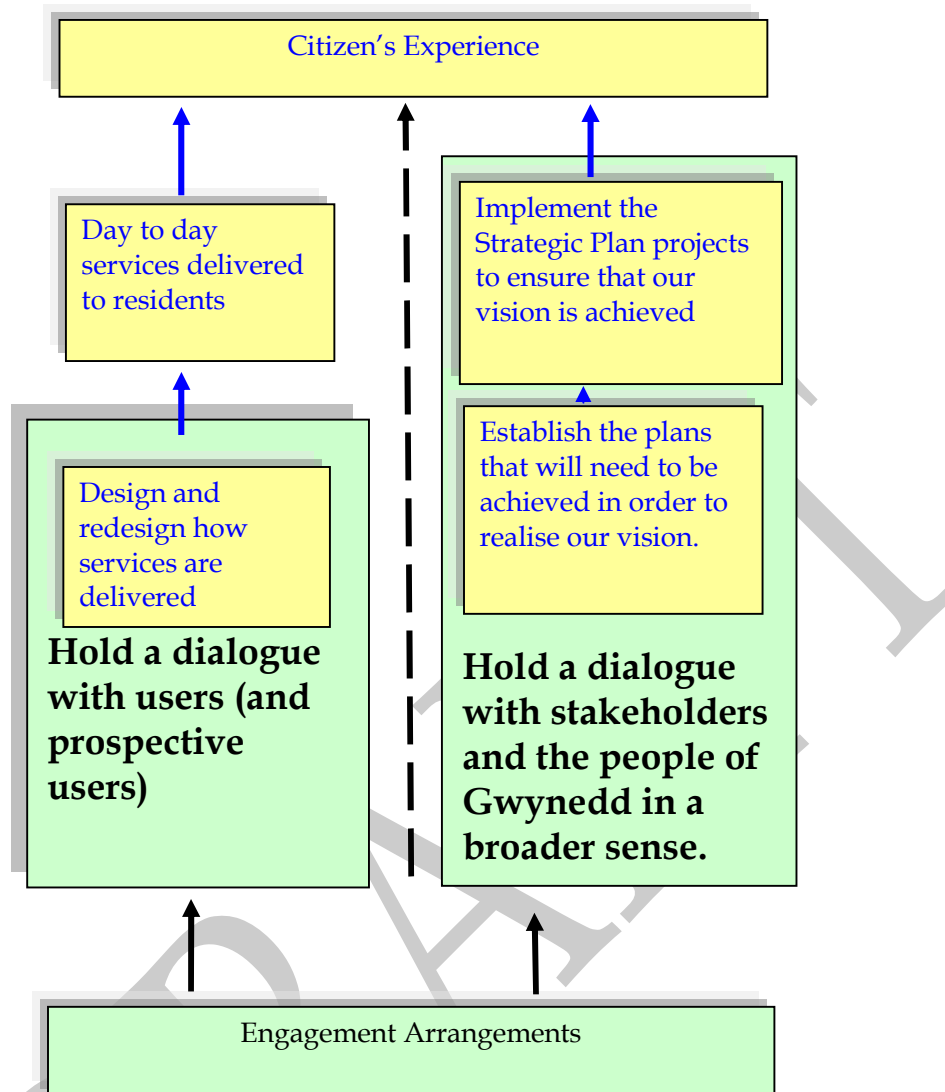 Citizen’s Experience
Day to day
services delivered
to residents
Implement the
Strategic Plan projects
to ensure that our
vision is achieved
Establish the plans
that will need to be
achieved in order to
realise our vision.
Design and
redesign how
services are
delivered
Hold a dialogue
with users (and
prospective
users)
Hold a dialogue
with stakeholders
and the people of
Gwynedd in a
broader sense.
Engagement Arrangements